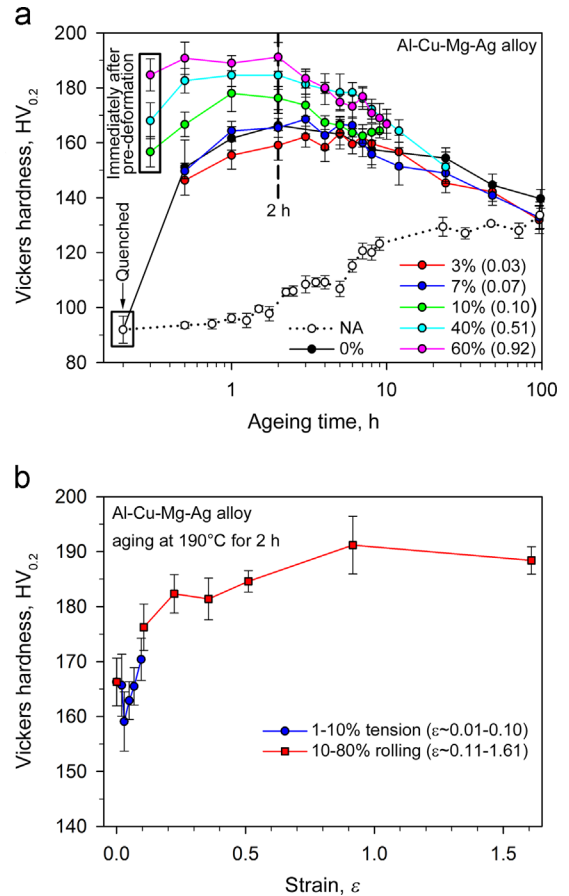 a
Al-Cu-Mg-Ag alloy
Vickers hardness, HV0.2
200
180
160
140
120
100
80
Immediately after
pre-deformation
Quenched
2 h
3% (0.03)
7% (0.07)
10% (0.10)
40% (0.51)
60% (0.92)
NA
0%
1
10
100
Ageing time, h
b
Al-Cu-Mg-Ag alloy
aging at 190°C for 2 h
Vickers hardness, HV0.2
200
190
180
170
160
150
140
1-10% tension (ε~0.01-0.10)
10-80% rolling (ε~0.11-1.61)
0.0
0.5
1.0
1.5
Strain, ε